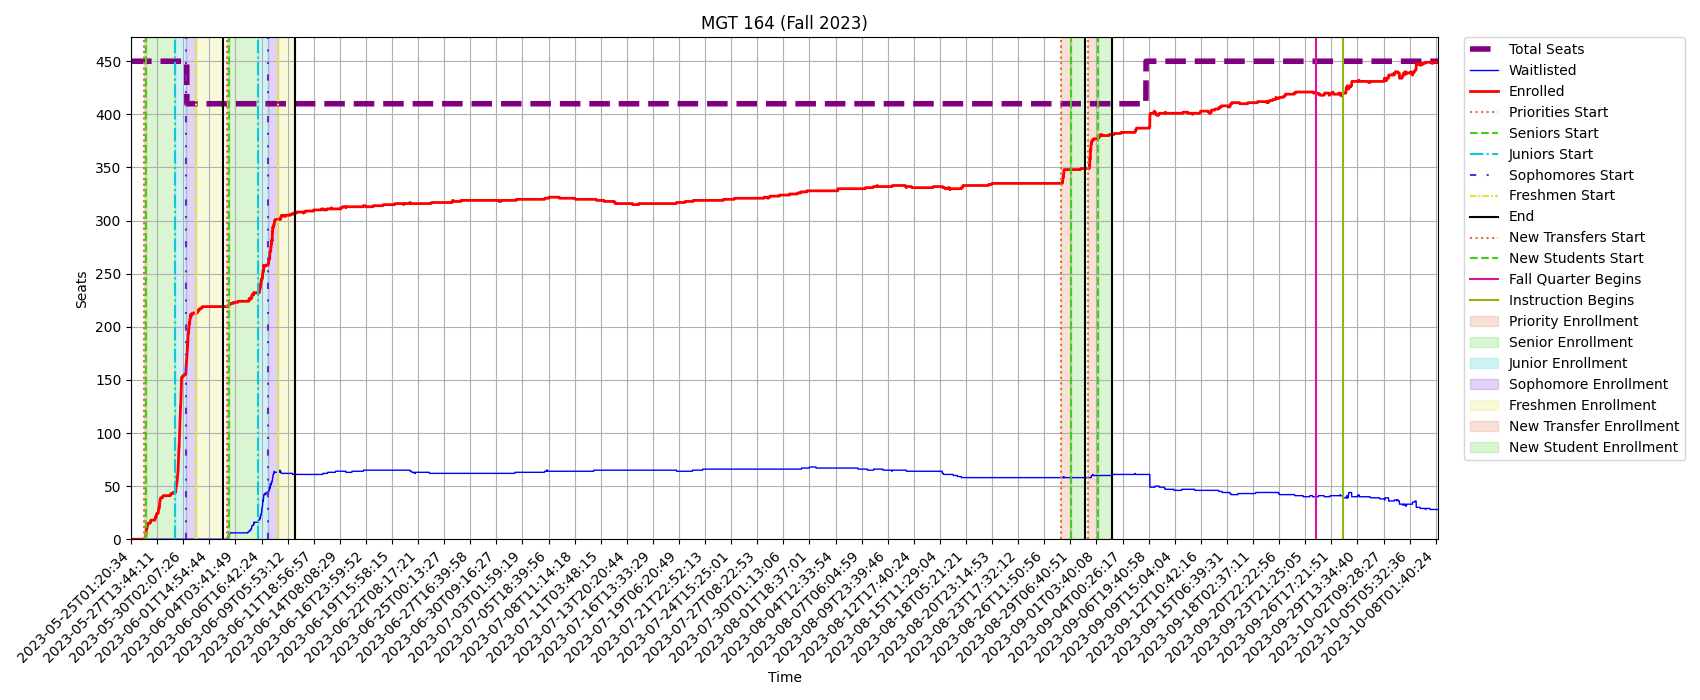 MGT 164 (Fall 2023)
Seats
450
400
350
300
250
200
150
100
50
0
2023-05-25T01:20:34
2023-05-27T13:44:11
2023-05-30T02:07:26
2023-06-01T14:54:44
2023-06-04T03:41:49
2023-06-06T16:42:24
2023-06-09T05:53:12
2023-06-11T18:56:57
2023-06-14T08:08:29
2023-06-16T23:59:52
2023-06-19T15:58:15
2023-06-22T08:17:21
2023-06-25T00:13:27
2023-06-27T16:39:58
2023-06-30T09:16:27
2023-07-03T01:59:19
2023-07-05T18:39:56
2023-07-08T11:14:18
2023-07-11T03:48:15
2023-07-13T20:20:44
2023-07-16T13:33:29
2023-07-19T06:20:49
2023-07-21T22:52:13
2023-07-24T15:25:01
2023-07-27T08:22:53
2023-07-30T01:13:06
2023-08-01T18:37:01
2023-08-04T12:33:54
2023-08-07T06:04:59
2023-08-09T23:39:46
2023-08-12T17:40:24
2023-08-15T11:29:04
2023-08-18T05:21:21
2023-08-20T23:14:53
2023-08-23T17:32:12
2023-08-26T11:50:56
2023-08-29T06:40:51
2023-09-01T03:40:08
2023-09-04T00:26:17
2023-09-06T19:40:58
2023-09-09T15:04:04
2023-09-12T10:42:16
2023-09-15T06:39:31
2023-09-18T02:37:11
2023-09-20T22:22:56
2023-09-23T21:25:05
2023-09-26T17:21:51
2023-09-29T13:34:40
2023-10-02T09:28:27
2023-10-05T05:32:36
2023-10-08T01:40:24
Time
Total Seats
Waitlisted
Enrolled
Priorities Start
Seniors Start
Juniors Start
Sophomores Start
Freshmen Start
End
New Transfers Start
New Students Start
Fall Quarter Begins
Instruction Begins
Priority Enrollment
Senior Enrollment
Junior Enrollment
Sophomore Enrollment
Freshmen Enrollment
New Transfer Enrollment
New Student Enrollment